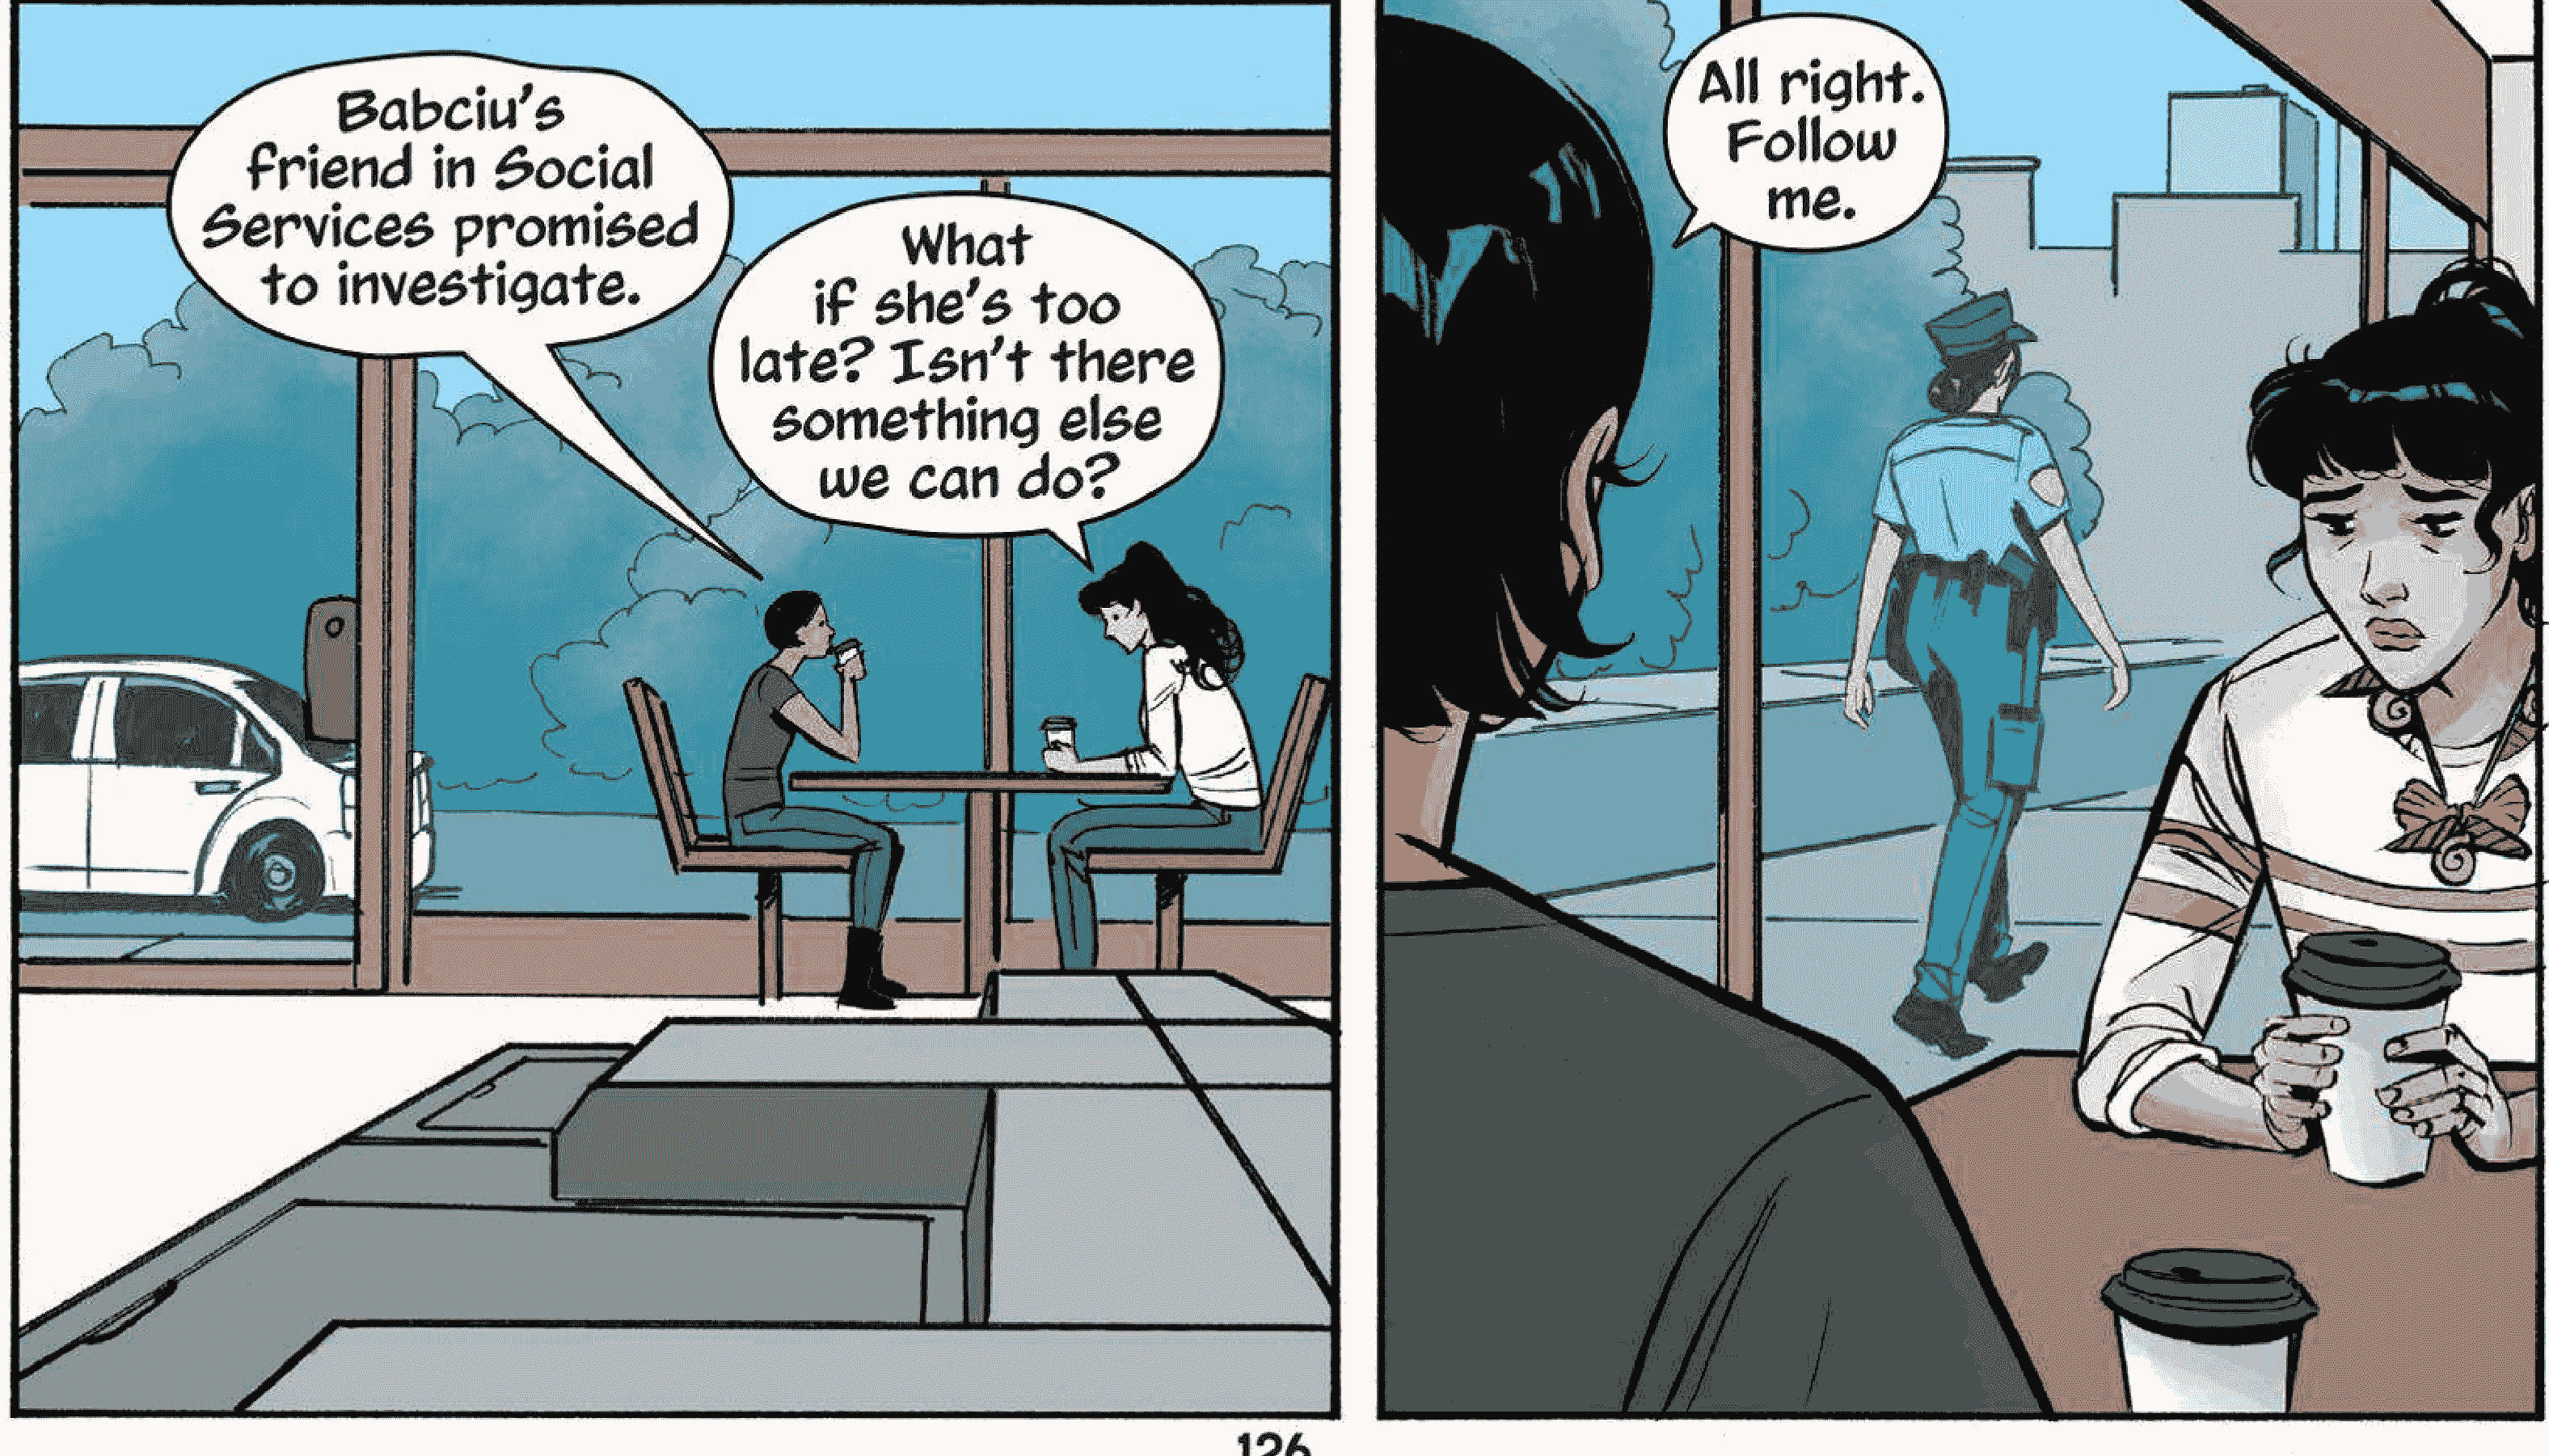 Babciu's
friend in Social
Services promised
to investigate.
What
if she's too
late? Isn't there
something else
we can do?
All right.
Follow
me.
126